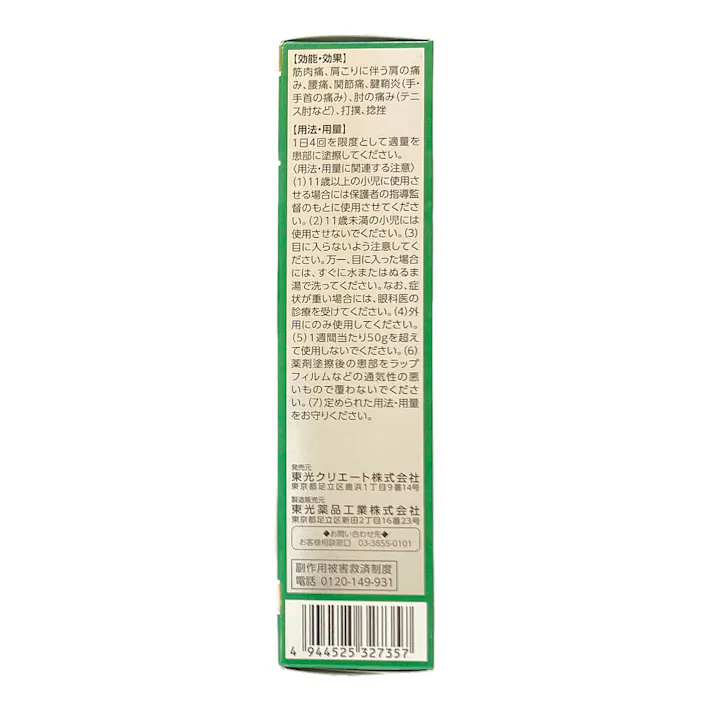 【効能・効果】
筋肉痛、肩こりに伴う肩の痛
み、腰痛、関節痛、腱鞘炎(手・
手首の痛み)、肘の痛み(テニ
ス肘など)、打撲、捻挫
【用法・用量】
1日4回を限度として適量を
患部に塗擦してください。
〈用法・用量に関連する注意〉
(1)11歳以上の小児に使用さ
せる場合には保護者の指導監
督のもとに使用させてくださ
い。(2)11歳未満の小児には
使用させないでください。(3)
目に入らないよう注意してく
ださい。万一、目に入った場合
には、すぐに水またはぬるま
湯で洗ってください。なお、症
状が重い場合には、眼科医の
診療を受けてください。(4)外
用にのみ使用してください。
(5)1週間当たり50gを超え
て使用しないでください。(6)
薬剤塗擦後の患部をラップ
フィルムなどの通気性の悪
いもので覆わないでくださ
い。(7)定められた用法・用量
をお守りください。
発売元
東光クリエート株式会社
東京都足立区鹿浜1丁目9番14号
製造販売元
東光薬品工業株式会社
東京都足立区新田2丁目16番23号
◆お問い合わせ先◆
お客様相談窓口 03-3855-0101
副作用被害救済制度
電話 0120-149-931
4 944525 327357